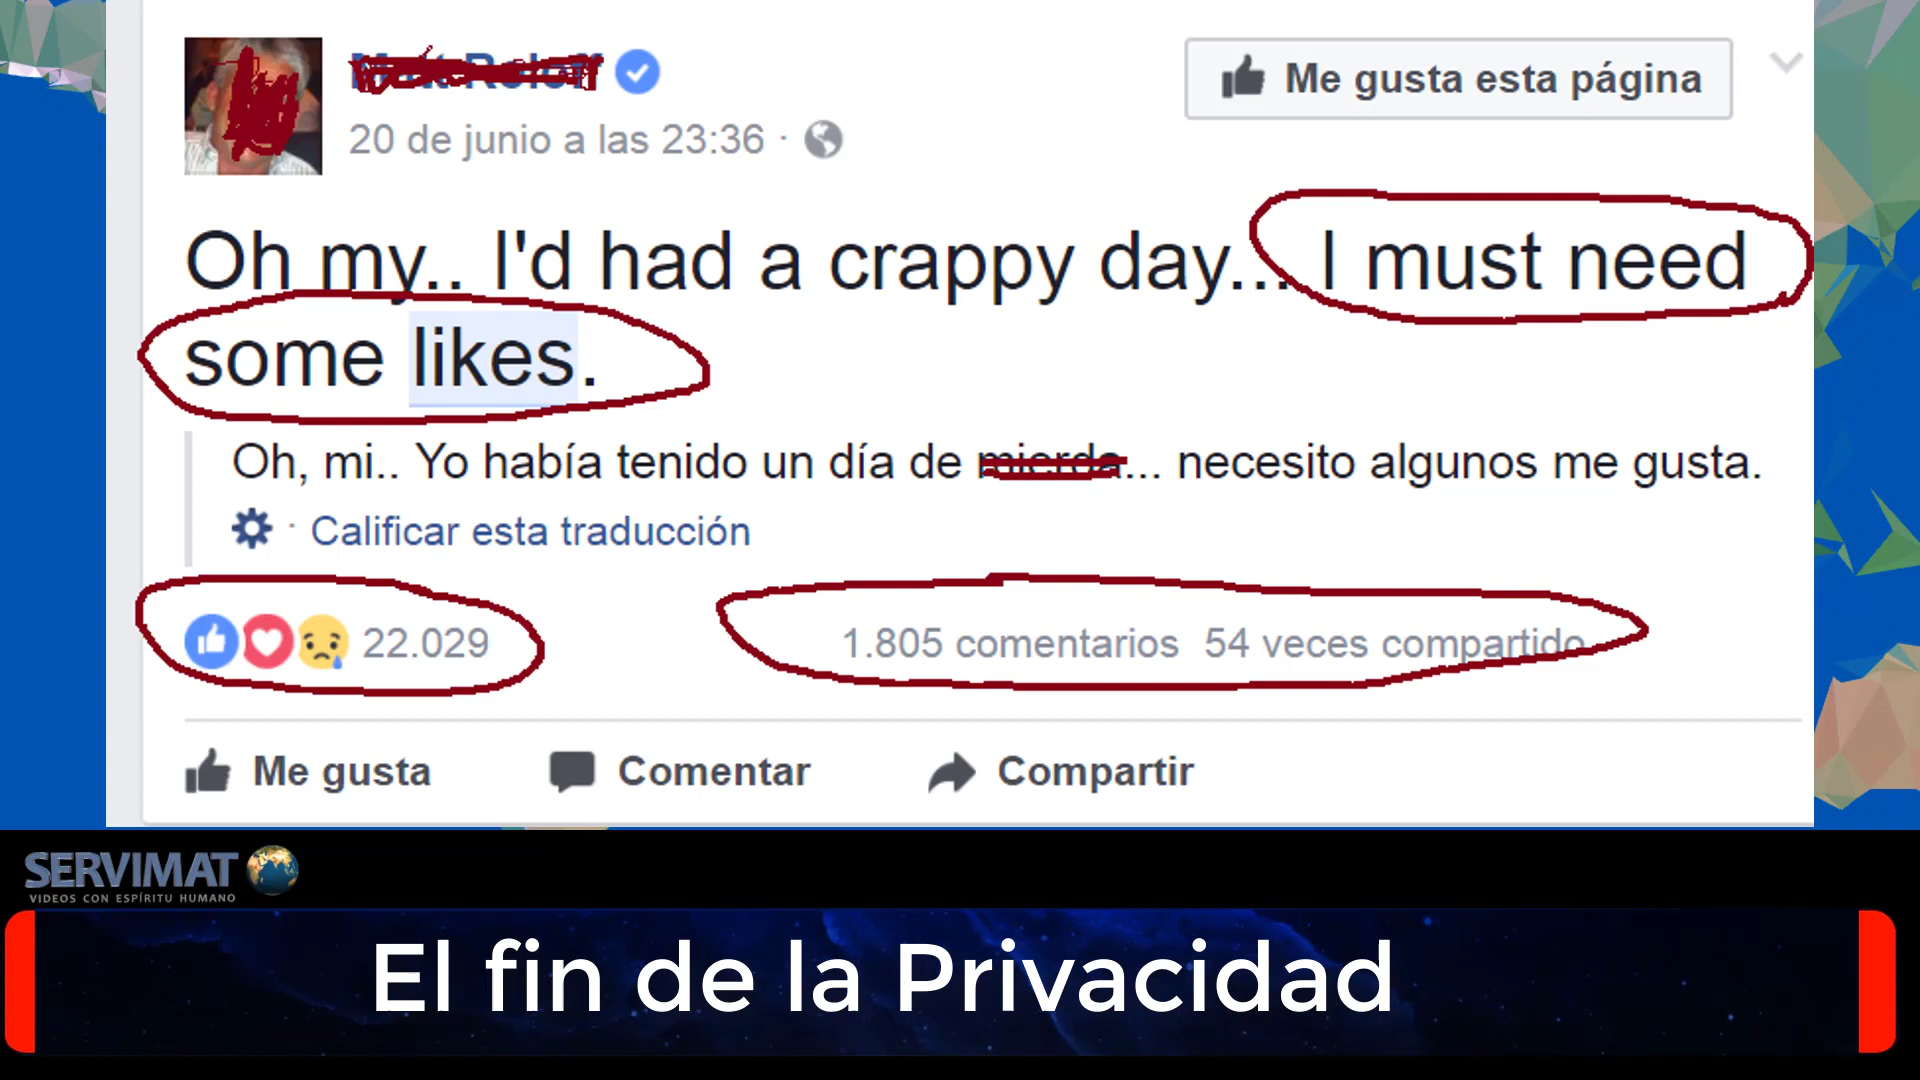 Me gusta esta página
20 de junio a las 23:36 ·
Oh my.. I'd had a crappy day... I must need
some likes.
Oh, mi.. Yo había tenido un día de mierda... necesito algunos me gusta.
· Calificar esta traducción
22.029
1.805 comentarios 54 veces compartido
Me gusta Comentar Compartir
SERVIMAT
VIDEOS CON ESPÍRITU HUMANO
El fin de la Privacidad